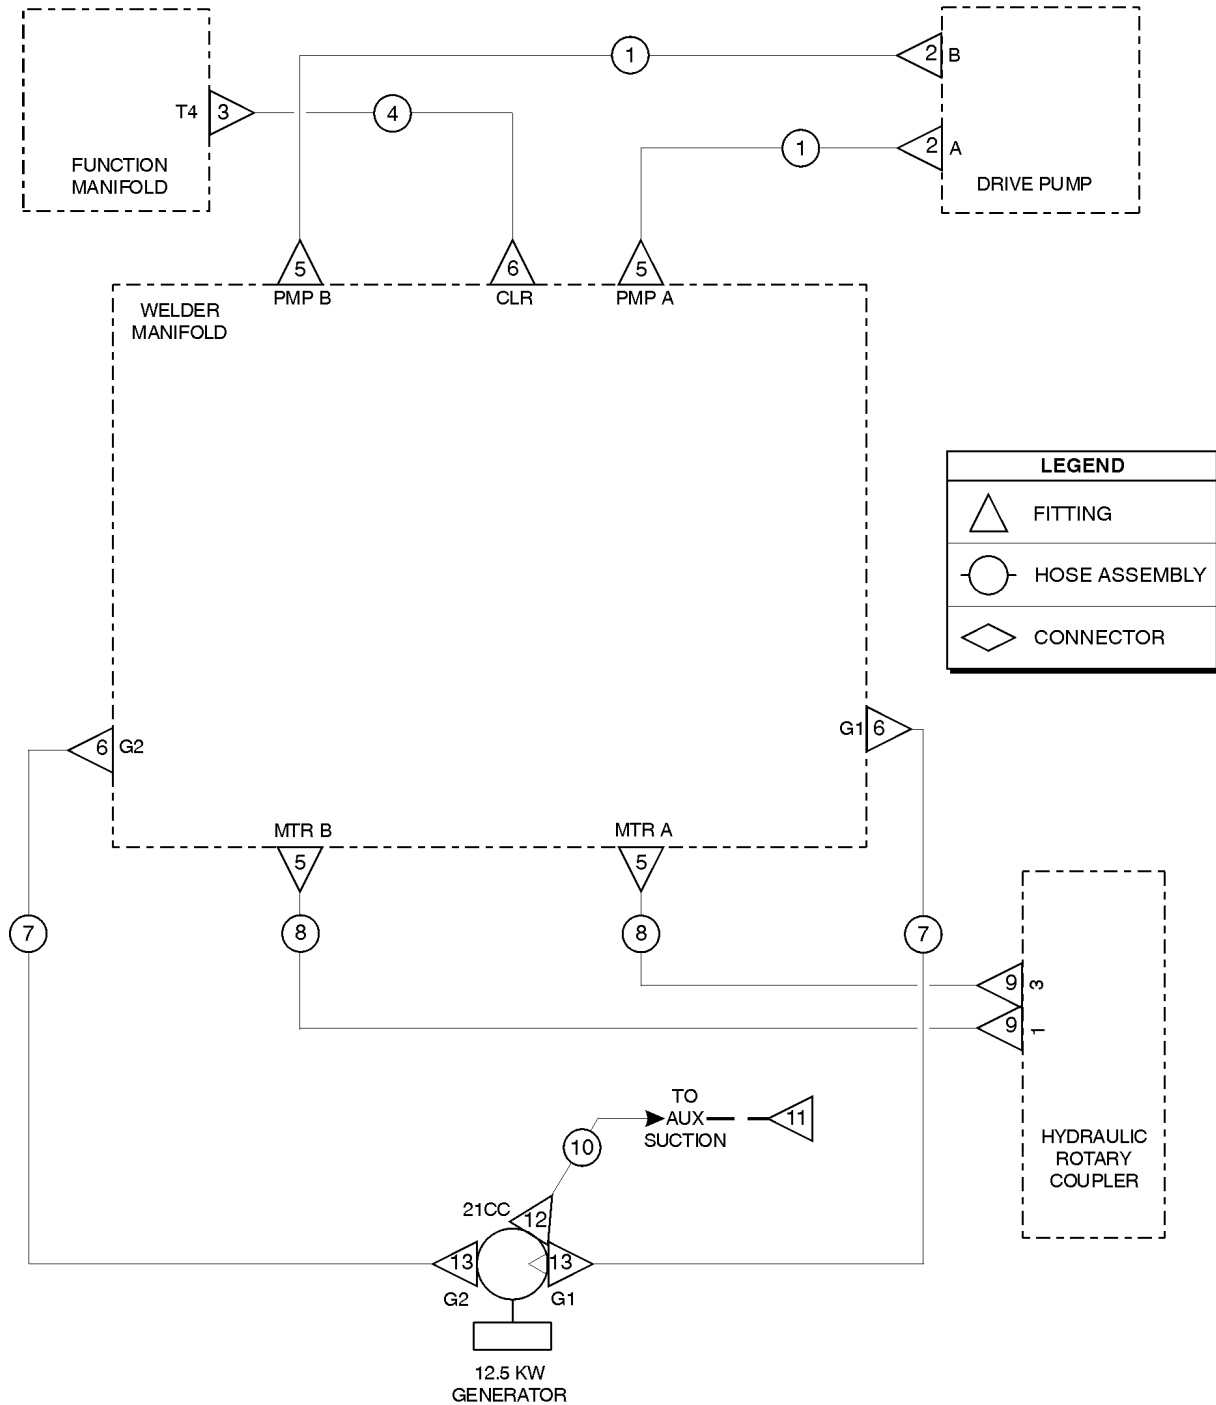 1
2 B
T4 3
4
FUNCTION
MANIFOLD
1
2 A
DRIVE PUMP
5
6
5
PMP B
CLR
PMP A
WELDER
MANIFOLD
LEGEND
FITTING
HOSE ASSEMBLY
CONNECTOR
6 G2
G1 6
MTR B
MTR A
5
5
7
8
8
7
9 3
9 1
TO
AUX
SUCTION
11
10
HYDRAULIC
ROTARY
COUPLER
21CC
12
13
13
G2
G1
12.5 KW
GENERATOR